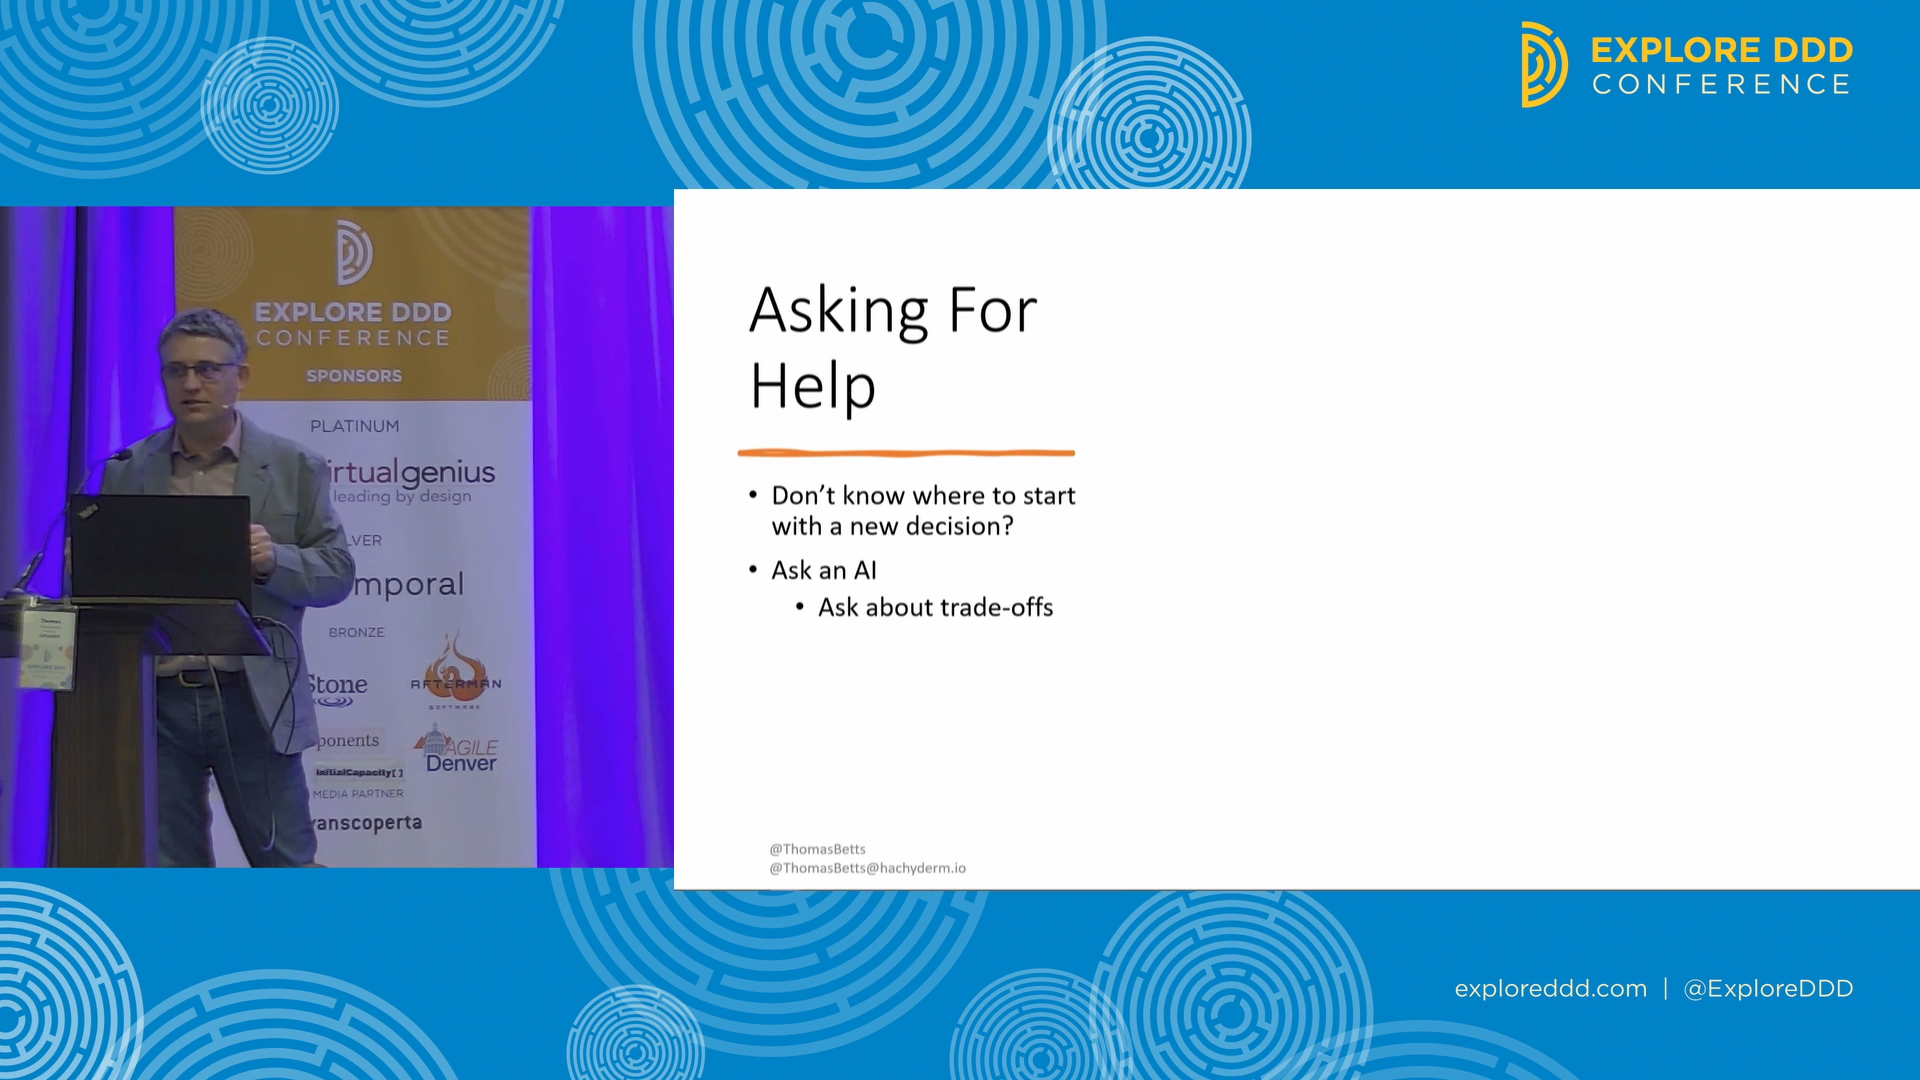 EXPLORE DDD
CONFERENCE
EXPLORE DDD
CONFERENCE
SPONSORS
PLATINUM
irtualgenius
leading by design
LVER
mporal
BRONZE
Stone
AFTERMAN
SOFTWARE
ponents
AGILE
Denver
initialCapacity[]
MEDIA PARTNER
vanscoperta
Thomas
Asking For
Help
• Don’t know where to start
with a new decision?
• Ask an AI
• Ask about trade-offs
@ThomasBetts
@ThomasBetts@hachyderm.io
exploreddd.com | @ExploreDDD